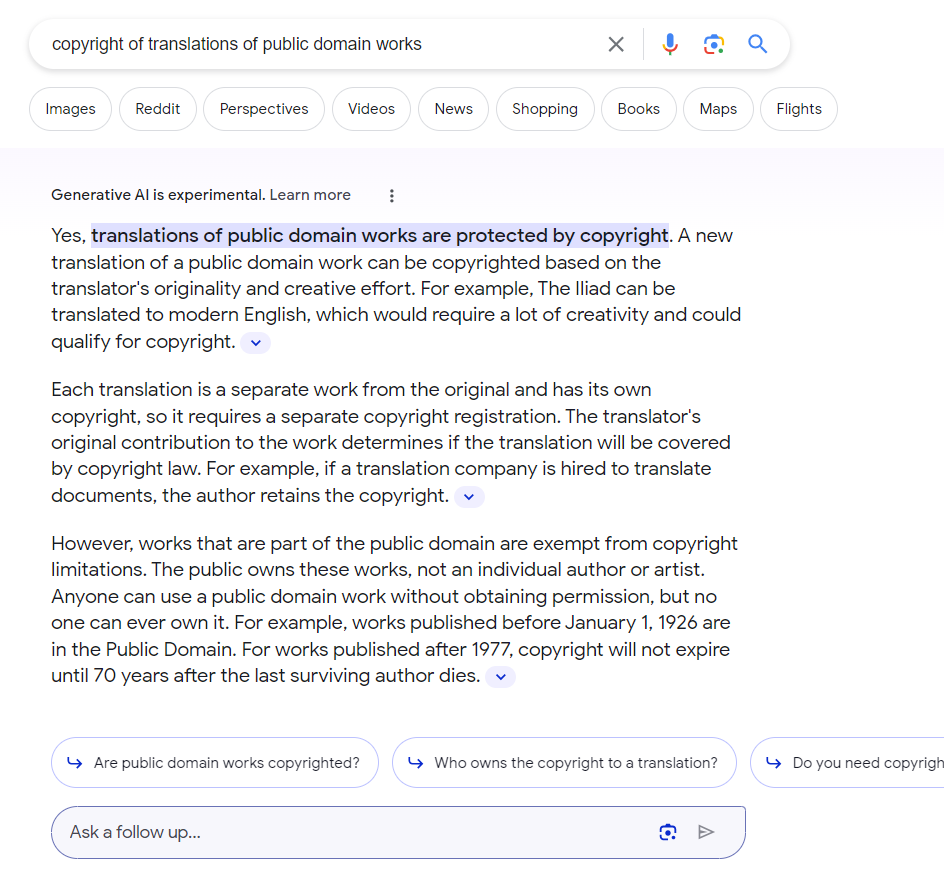 copyright of translations of public domain works
Images Reddit Perspectives Videos News Shopping Books Maps Flights
Generative AI is experimental. Learn more
Yes, translations of public domain works are protected by copyright. A new
translation of a public domain work can be copyrighted based on the
translator's originality and creative effort. For example, The Iliad can be
translated to modern English, which would require a lot of creativity and could
qualify for copyright.
Each translation is a separate work from the original and has its own
copyright, so it requires a separate copyright registration. The translator's
original contribution to the work determines if the translation will be covered
by copyright law. For example, if a translation company is hired to translate
documents, the author retains the copyright.
However, works that are part of the public domain are exempt from copyright
limitations. The public owns these works, not an individual author or artist.
Anyone can use a public domain work without obtaining permission, but no
one can ever own it. For example, works published before January 1, 1926 are
in the Public Domain. For works published after 1977, copyright will not expire
until 70 years after the last surviving author dies.
Are public domain works copyrighted? Who owns the copyright to a translation? Do you need copyrigh
Ask a follow up...